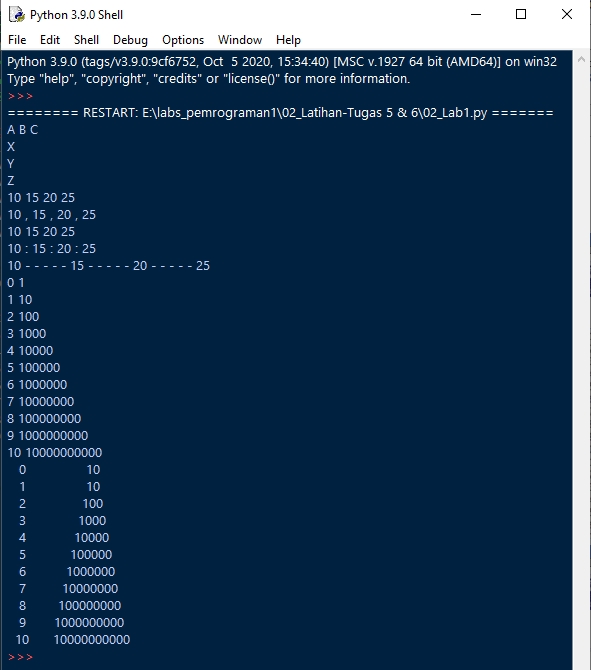 Python 3.9.0 Shell
File Edit Shell Debug Options Window Help
Python 3.9.0 (tags/v3.9.0:9cf6752, Oct  5 2020, 15:34:40) [MSC v.1927 64 bit (AMD64)] on win32
Type "help", "copyright", "credits" or "license()" for more information.
>>>
======== RESTART: E:\labs_pemrograman1\02_Latihan-Tugas 5 & 6\02_Lab1.py =======
A B C
X
Y
Z
10 15 20 25
10 , 15 , 20 , 25
10 15 20 25
10 : 15 : 20 : 25
10 - - - - - 15 - - - - - 20 - - - - - 25
0 1
1 10
2 100
3 1000
4 10000
5 100000
6 1000000
7 10000000
8 100000000
9 1000000000
10 10000000000
0 10
1 10
2 100
3 1000
4 10000
5 100000
6 1000000
7 10000000
8 100000000
9 1000000000
10 10000000000
>>>